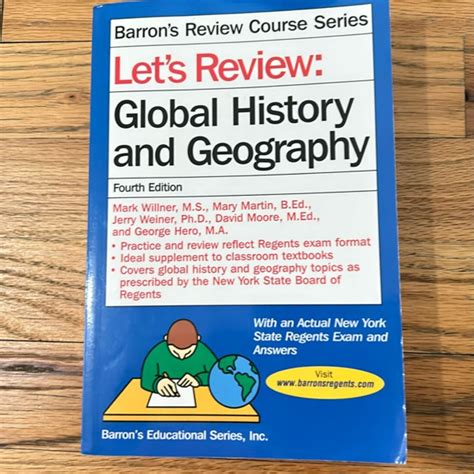 Barron's Review Course Series
Let's Review:
Global History
and Geography
Fourth Edition
Mark Willner, M.S., Mary Martin, B.Ed.,
Jerry Weiner, Ph.D., David Moore, M.Ed.,
and George Hero, M.A.
• Practice and review reflect Regents exam format
• Ideal supplement to classroom textbooks
• Covers global history and geography topics as
prescribed by the New York State Board of
Regents
With an Actual New York
State Regents Exam and
Answers
Visit
www.barronsregents.com
Barron's Educational Series, Inc.